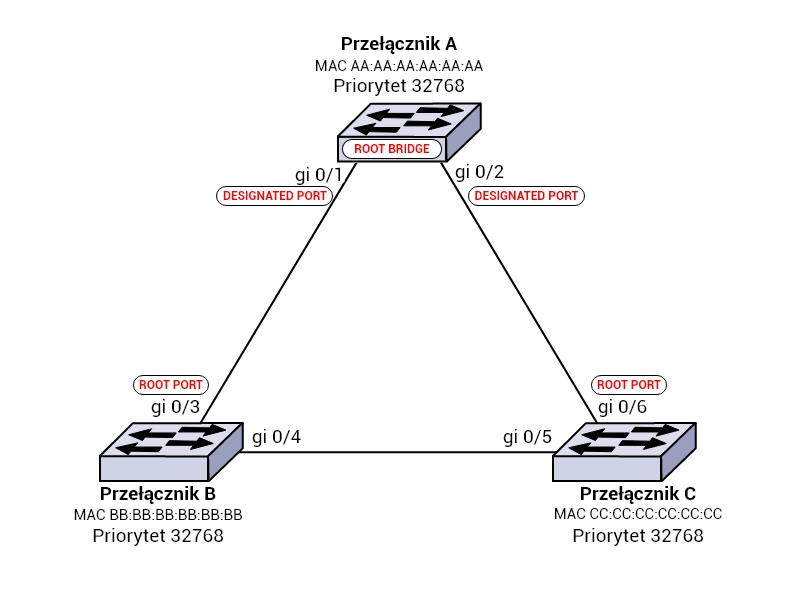 Przełącznik A
MAC AA:AA:AA:AA:AA:AA
Priorytet 32768
ROOT BRIDGE
gi 0/1
gi 0/2
DESIGNATED PORT
DESIGNATED PORT
ROOT PORT
ROOT PORT
gi 0/3
gi 0/6
gi 0/4
gi 0/5
Przełącznik B
MAC BB:BB:BB:BB:BB:BB
Priorytet 32768
Przełącznik C
MAC CC:CC:CC:CC:CC:CC
Priorytet 32768